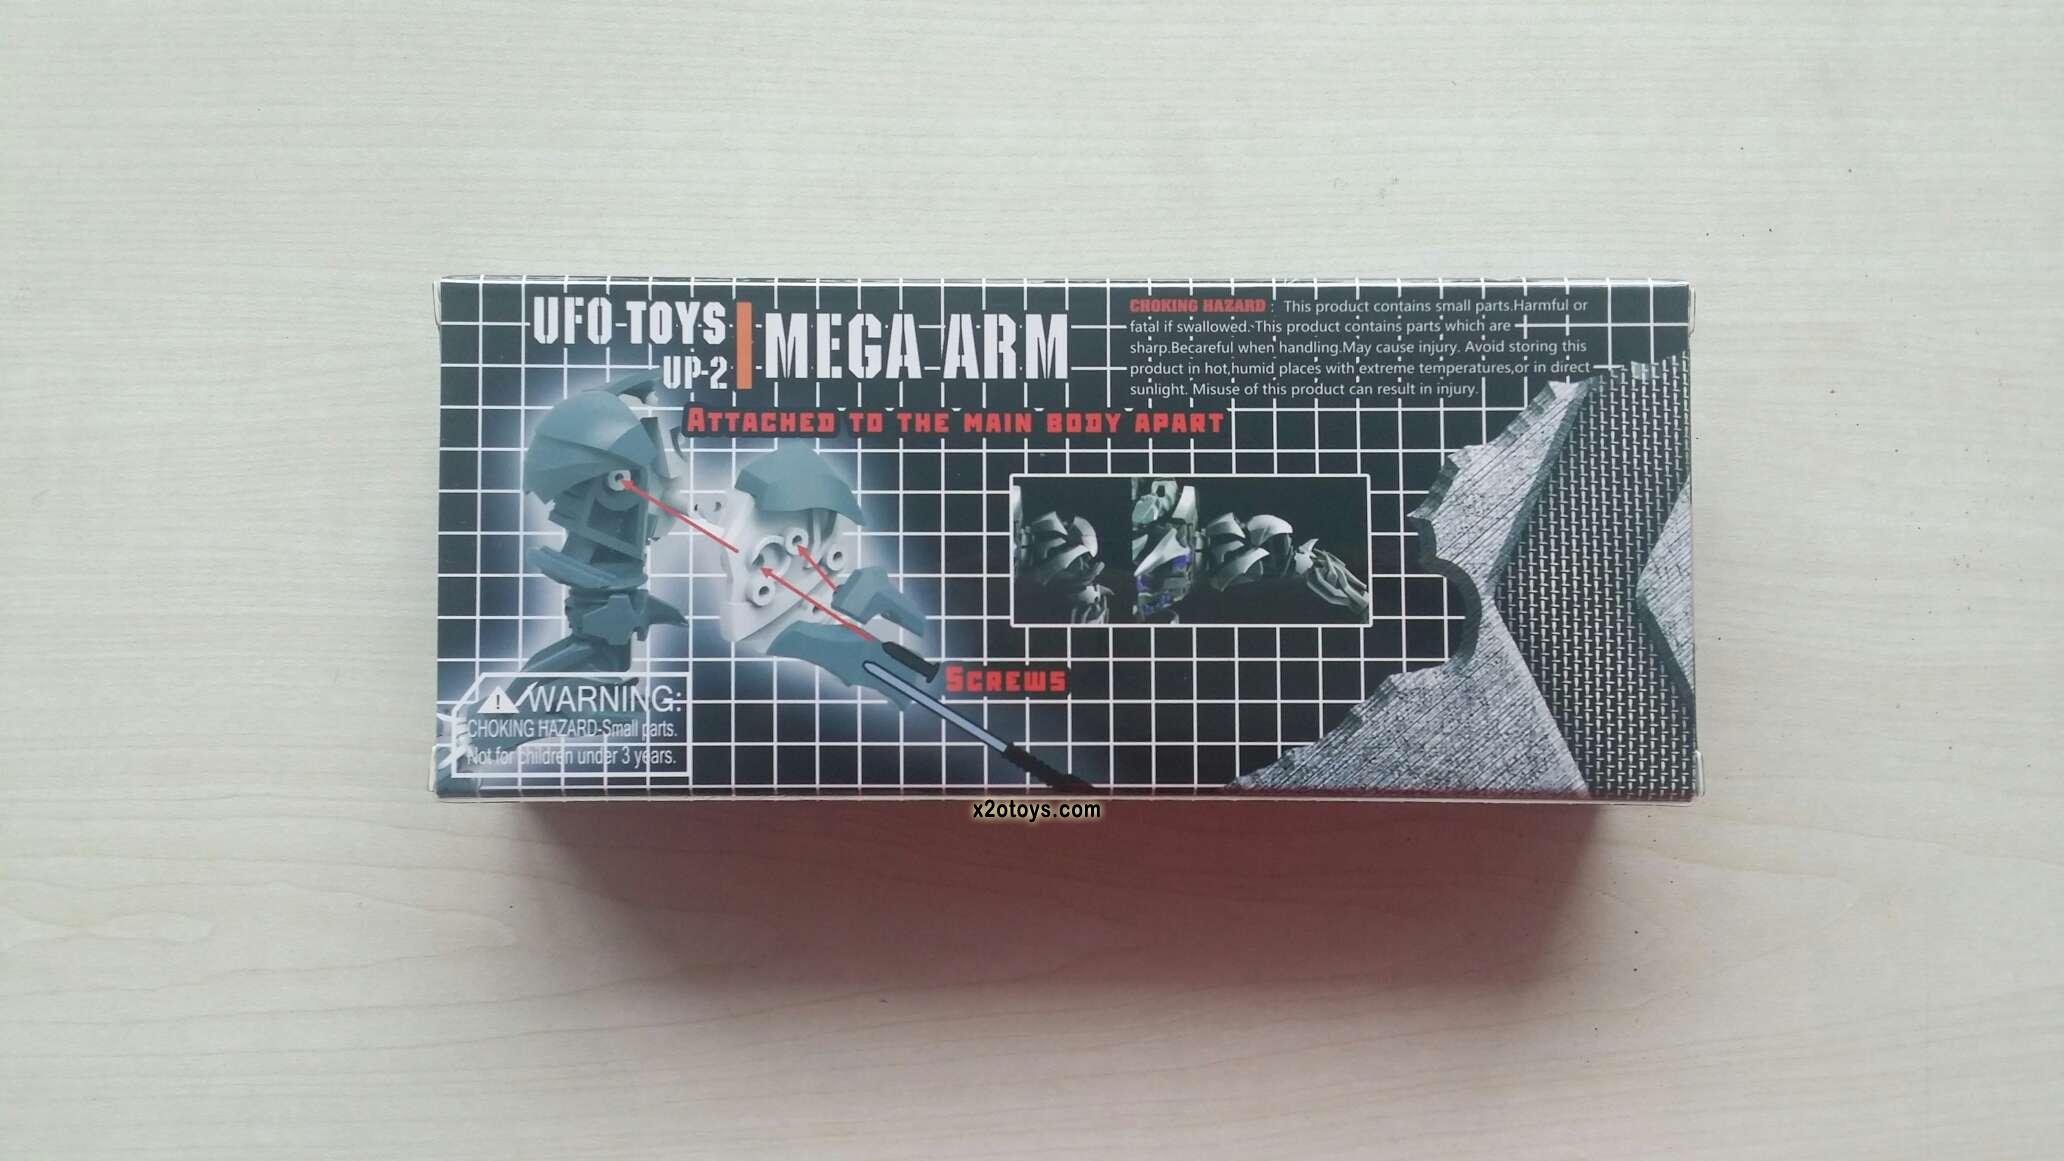 UFO TOYS
UP-2
MEGA ARM
CHOKING HAZARD : This product contains small parts.Harmful or
fatal if swallowed. This product contains parts which are
sharp.Becareful when handling.May cause injury. Avoid storing this
product in hot,humid places with extreme temperatures,or in direct
sunlight. Misuse of this product can result in injury.
ATTACHED TO THE MAIN BODY APART
SCREWS
WARNING:
CHOKING HAZARD-Small parts.
Not for children under 3 years.
x2otoys.com